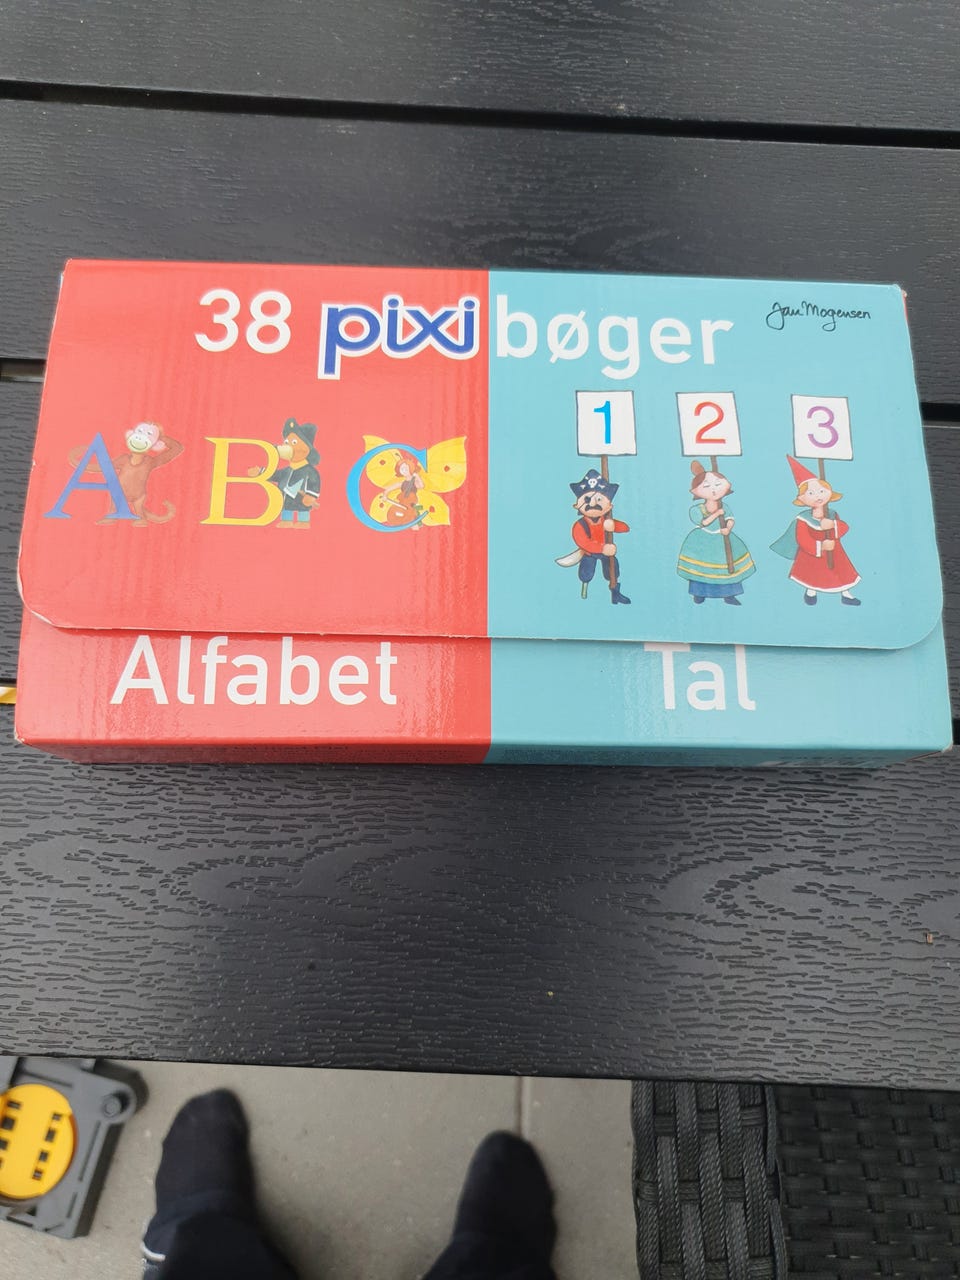 38 pixi bøger
Jan Mogensen
A B C
1 2 3
Alfabet Tal